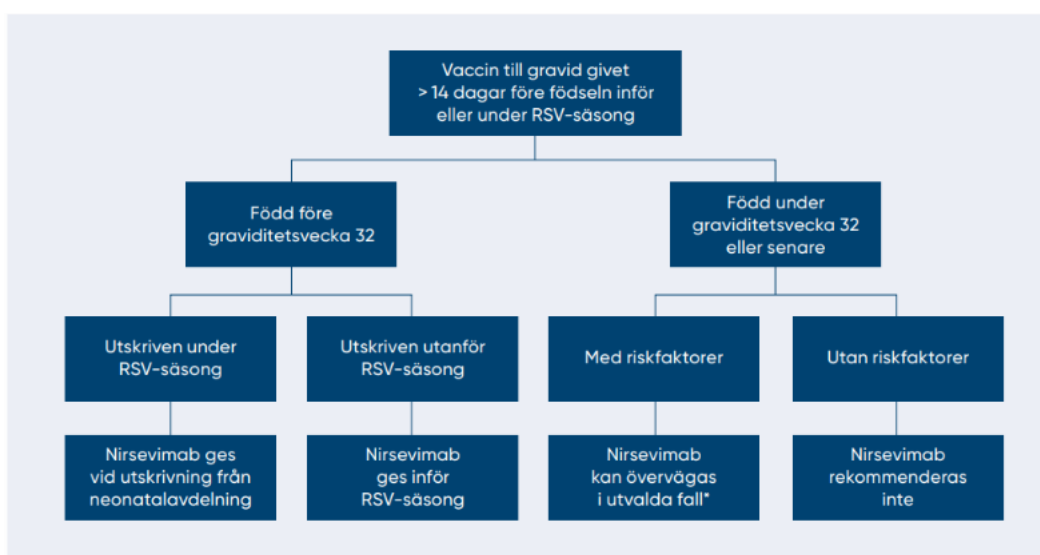 Vaccin till gravid givet
> 14 dagar före födseln inför
eller under RSV-säsong
Född före
graviditetsvecka 32
Född under
graviditetsvecka 32
eller senare
Utskriven under
RSV-säsong
Utskriven utanför
RSV-säsong
Med riskfaktorer
Utan riskfaktorer
Nirsevimab ges
vid utskrivning från
neonatalavdelning
Nirsevimab
ges inför
RSV-säsong
Nirsevimab
kan övervägas
i utvalda fall*
Nirsevimab
rekommenderas
inte